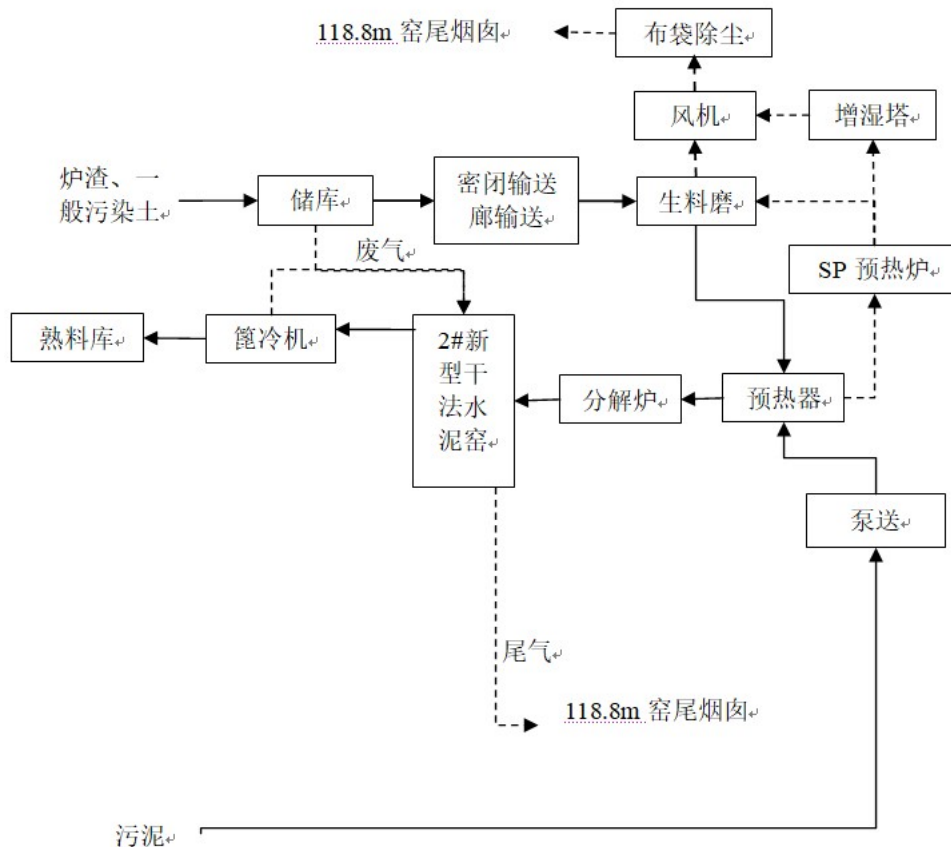 118.8m 窑尾烟囱
布袋除尘
风机
增湿塔
炉渣、一
般污染土
储库
密闭输送
廊输送
生料磨
废气
SP 预热炉
熟料库
篦冷机
2#新
型干
法水
泥窑
分解炉
预热器
泵送
尾气
118.8m 窑尾烟囱
污泥